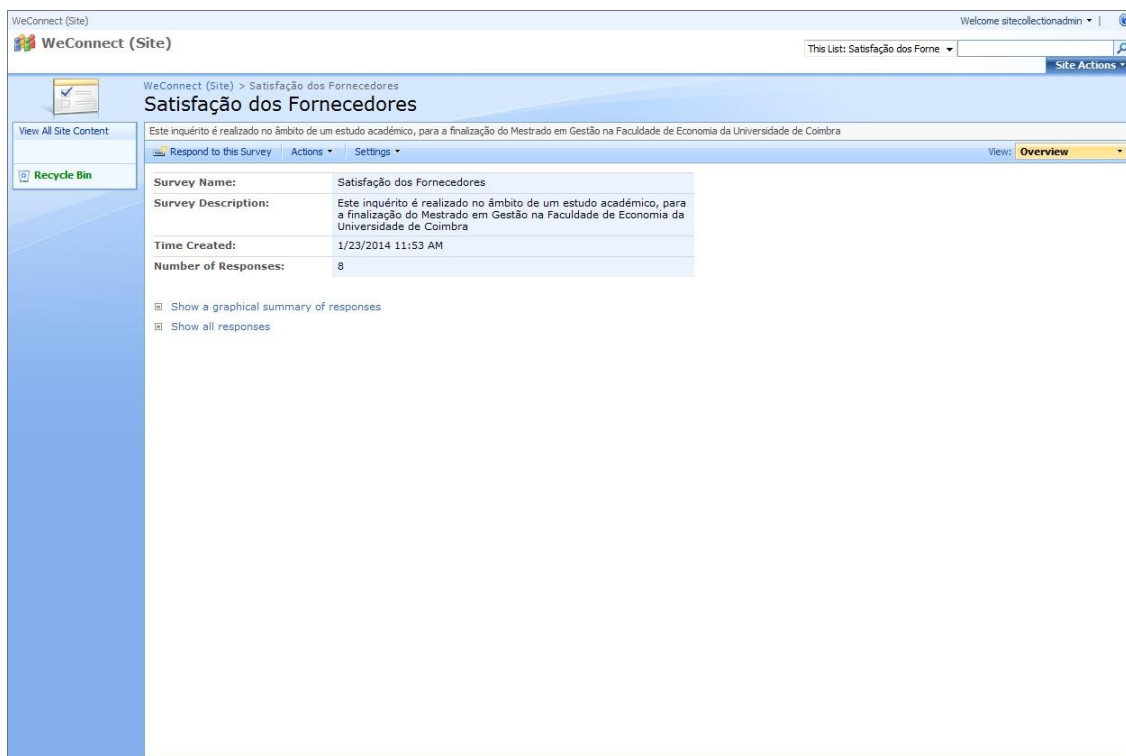 WeConnect (Site)
Welcome sitecollectionadmin
WeConnect (Site)
This List: Satisfação dos Forne
Site Actions
WeConnect (Site) > Satisfação dos Fornecedores
Satisfação dos Fornecedores
View All Site Content
Este inquérito é realizado no âmbito de um estudo académico, para a finalização do Mestrado em Gestão na Faculdade de Economia da Universidade de Coimbra
Respond to this Survey Actions Settings View: Overview
Recycle Bin
Survey Name: Satisfação dos Fornecedores
Survey Description: Este inquérito é realizado no âmbito de um estudo académico, para
a finalização do Mestrado em Gestão na Faculdade de Economia da
Universidade de Coimbra
Time Created: 1/23/2014 11:53 AM
Number of Responses: 8
Show a graphical summary of responses
Show all responses